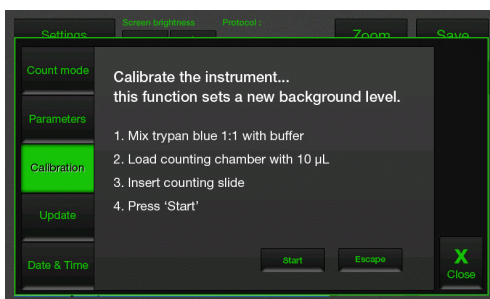 Settings
Screen brightness
Protocol :
Zoom
Save
Count mode
Parameters
Calibration
Update
Date & Time
Calibrate the instrument...
this function sets a new background level.
1. Mix trypan blue 1:1 with buffer
2. Load counting chamber with 10 µL
3. Insert counting slide
4. Press ‘Start’
Start
Escape
X
Close